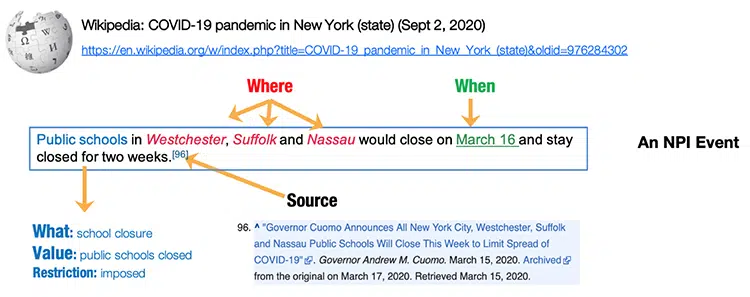 Wikipedia: COVID-19 pandemic in New York (state) (Sept 2, 2020)
https://en.wikipedia.org/w/index.php?title=COVID-19_pandemic_in_New_York_(state)&oldid=976284302
Where
When
Public schools in Westchester, Suffolk and Nassau would close on March 16 and stay
closed for two weeks.[96]
An NPI Event
Source
What: school closure
Value: public schools closed
Restriction: imposed
96. ^ "Governor Cuomo Announces All New York City, Westchester, Suffolk
and Nassau Public Schools Will Close This Week to Limit Spread of
COVID-19". Governor Andrew M. Cuomo. March 15, 2020. Archived
from the original on March 17, 2020. Retrieved March 15, 2020.